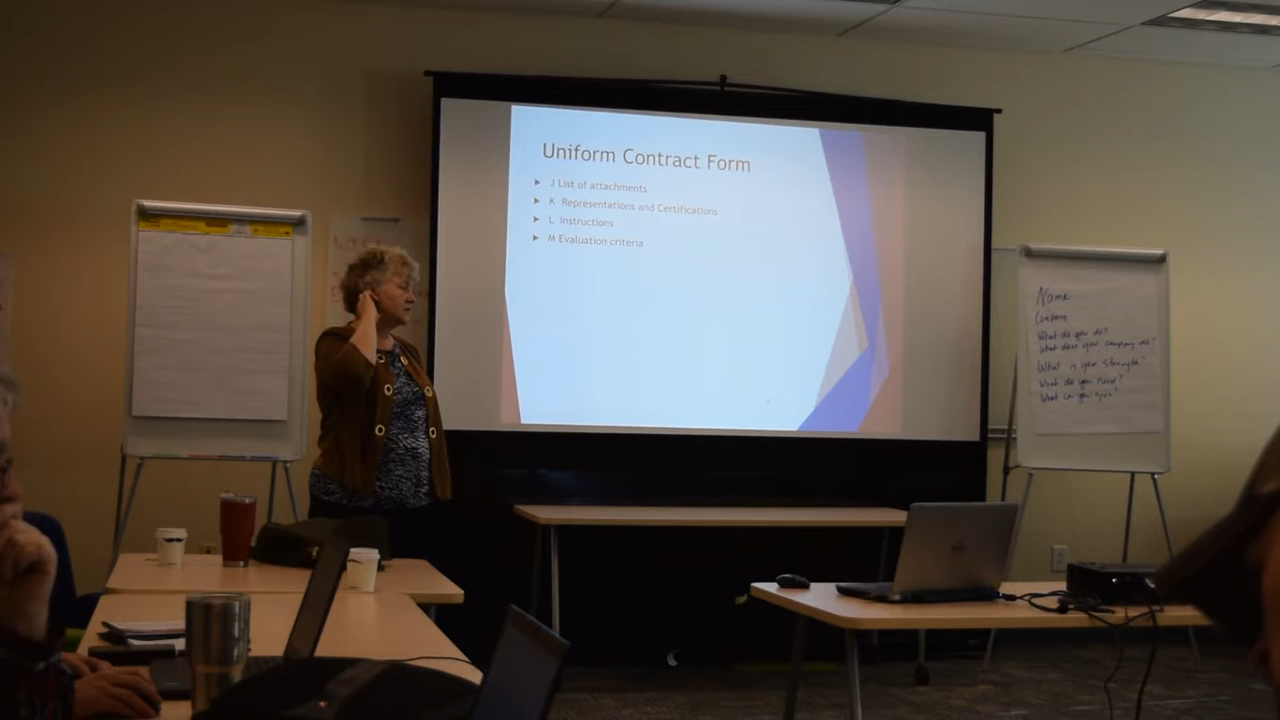 Uniform Contract Form
J List of attachments
K Representations and Certifications
L Instructions
M Evaluation criteria
Name
Company
What do you do?
What does your company do?
What is your strength
What do you need?
What can you give?